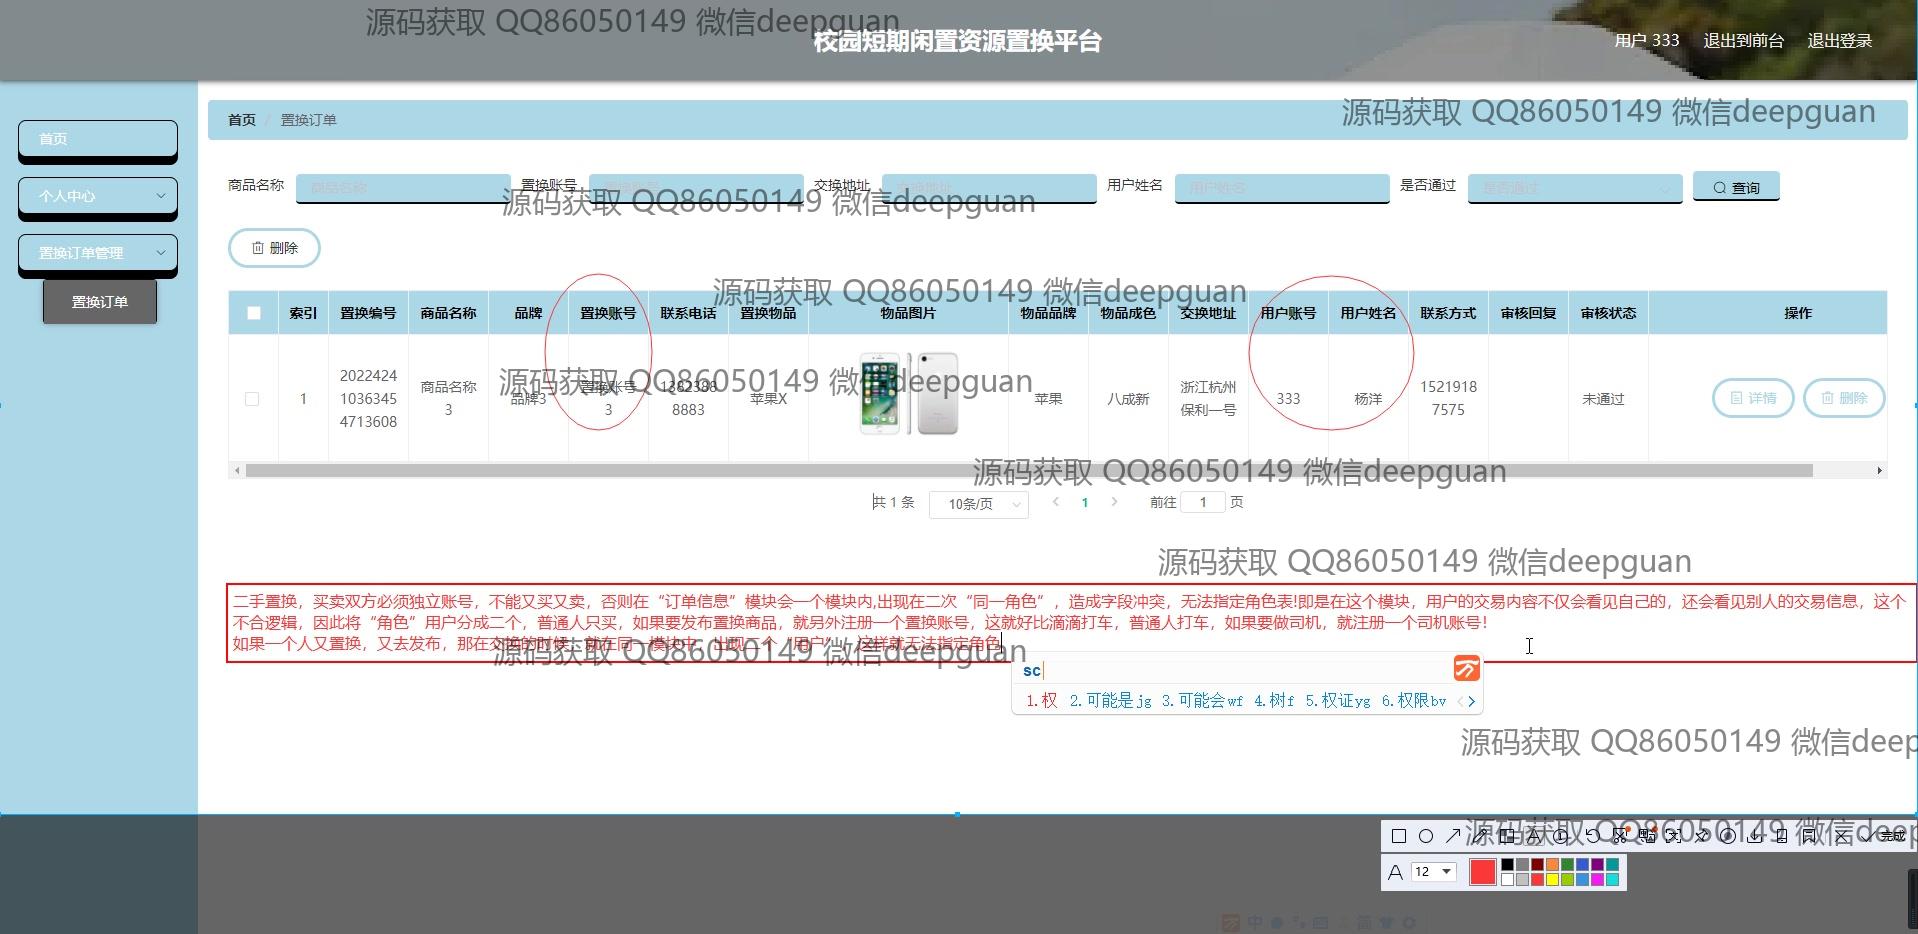 源码获取 QQ86050149 微信deepguan
校园短期闲置资源置换平台
用户 333 退出到前台 退出登录
首页 / 置换订单
源码获取 QQ86050149 微信deepguan
首页
个人中心
置换订单管理
置换订单
商品名称 商品名称 置换账号 交换地址 用户姓名 用户姓名 是否通过 是否通过 查询
源码获取 QQ86050149 微信deepguan
删除
源码获取 QQ86050149 微信deepguan
索引 置换编号 商品名称 品牌 置换账号 联系电话 置换物品 物品图片 物品品牌 物品成色 交换地址 用户账号 用户姓名 联系方式 审核回复 审核状态 操作
源码获取 QQ86050149 微信deepguan
1
2022424
1036345
4713608
商品名称
3
品牌3
置换账号
3
1382388
8883
苹果X
苹果
八成新
浙江杭州
保利一号
333
杨洋
1521918
7575
未通过
详情
删除
源码获取 QQ86050149 微信deepguan
共 1 条 10条/页 1 前往 1 页
源码获取 QQ86050149 微信deepguan
二手置换，买卖双方必须独立账号，不能又买又卖，否则在“订单信息”模块会一个模块内,出现在二次“同一角色”，造成字段冲突，无法指定角色表!即是在这个模块，用户的交易内容不仅会看见自己的，还会看见别人的交易信息，这个
不合逻辑，因此将“角色”用户分成二个，普通人只买，如果要发布置换商品，就另外注册一个置换账号，这就好比滴滴打车，普通人打车，如果要做司机，就注册一个司机账号！
如果一个人又置换，又去发布，那在交换的时候，就在同一模块中，出现二个“用户”，这样就无法指定角色
源码获取 QQ86050149 微信deepguan
sc
1.权 2.可能是jg 3.可能会wf 4.树f 5.权证yg 6.权限bv
源码获取 QQ86050149 微信deep
源码获取 QQ86050149 微信deep
完成
A 12